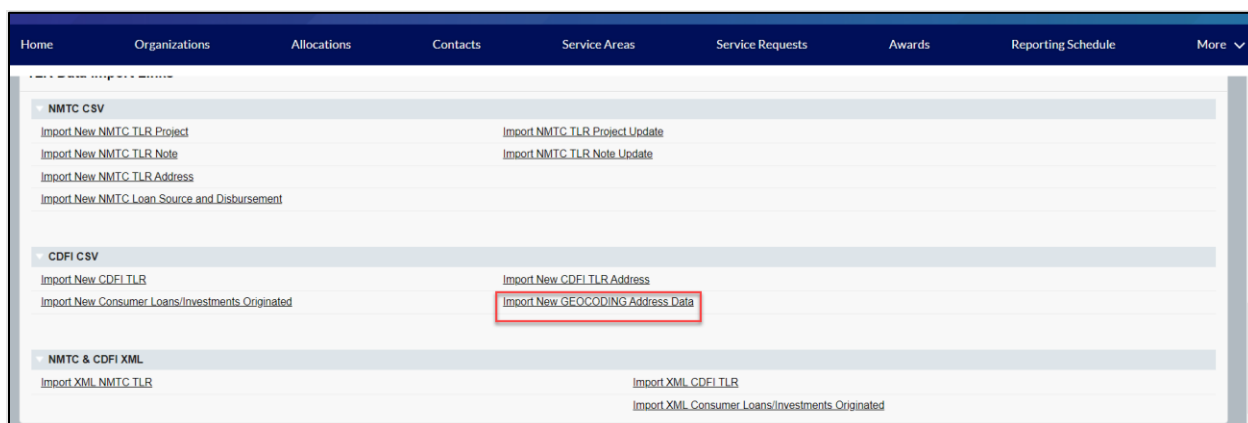 Home Organizations Allocations Contacts Service Areas Service Requests Awards Reporting Schedule More
TLR Data Import Links
NMTC CSV
Import New NMTC TLR Project Import NMTC TLR Project Update
Import New NMTC TLR Note Import NMTC TLR Note Update
Import New NMTC TLR Address
Import New NMTC Loan Source and Disbursement
CDFI CSV
Import New CDFI TLR Import New CDFI TLR Address
Import New Consumer Loans/Investments Originated Import New GEOCODING Address Data
NMTC & CDFI XML
Import XML NMTC TLR Import XML CDFI TLR
Import XML Consumer Loans/Investments Originated